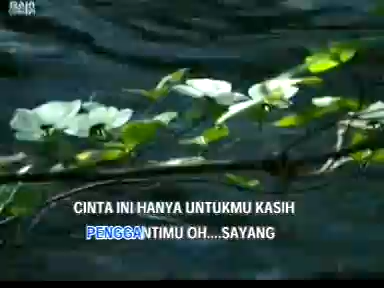 CINTA INI HANYA UNTUKMU KASIH
PENGGANTIMU OH....SAYANG